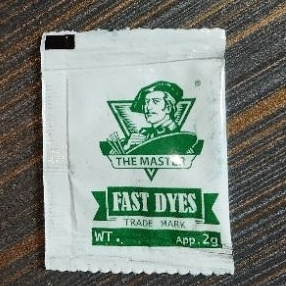 ®
THE MASTER
FAST DYES
TRADE MARK
WT. App. 2g